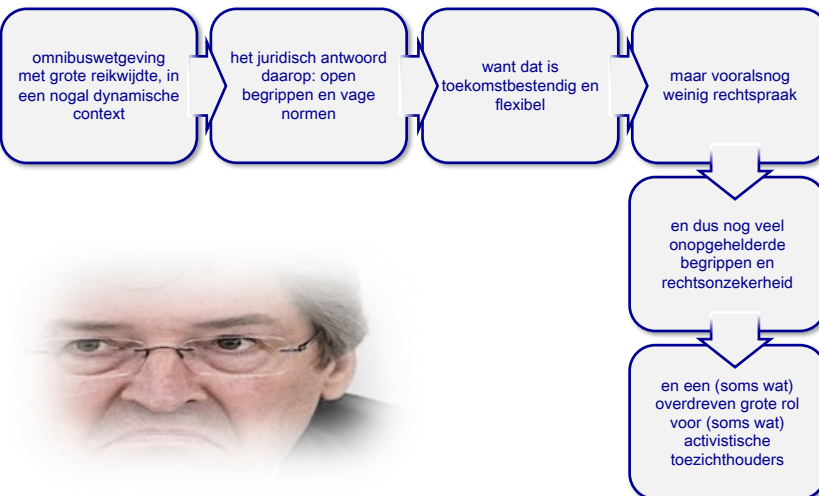 omnibuswetgeving
met grote reikwijdte, in
een nogal dynamische
context
het juridisch antwoord
daarop: open
begrippen en vage
normen
want dat is
toekomstbestendig en
flexibel
maar vooralsnog
weinig rechtspraak
en dus nog veel
onopgehelderde
begrippen en
rechtsonzekerheid
en een (soms wat)
overdreven grote rol
voor (soms wat)
activistische
toezichthouders